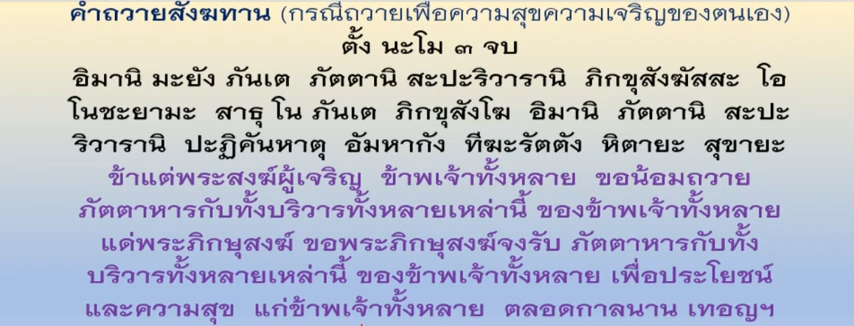 คำถวายสังฆทาน (กรณีถวายเพื่อความสุขความเจริญของตนเอง)
ตั้ง นะโม ๓ จบ
อิมานิ มะยัง ภันเต ภัตตานิ สะปะริวารานิ ภิกขุสังฆัสสะ โอ
โนชะยามะ สาธุ โน ภันเต ภิกขุสังโฆ อิมานิ ภัตตานิ สะปะ
ริวารานิ ปะฏิคันหาตุ อัมหากัง ทีฆะรัตตัง หิตายะ สุขายะ
ข้าแต่พระสงฆ์ผู้เจริญ ข้าพเจ้าทั้งหลาย ขอน้อมถวาย
ภัตตาหารกับทั้งบริวารทั้งหลายเหล่านี้ ของข้าพเจ้าทั้งหลาย
แด่พระภิกษุสงฆ์ ขอพระภิกษุสงฆ์จงรับ ภัตตาหารกับทั้ง
บริวารทั้งหลายเหล่านี้ ของข้าพเจ้าทั้งหลาย เพื่อประโยชน์
และความสุข แก่ข้าพเจ้าทั้งหลาย ตลอดกาลนาน เทอญฯ